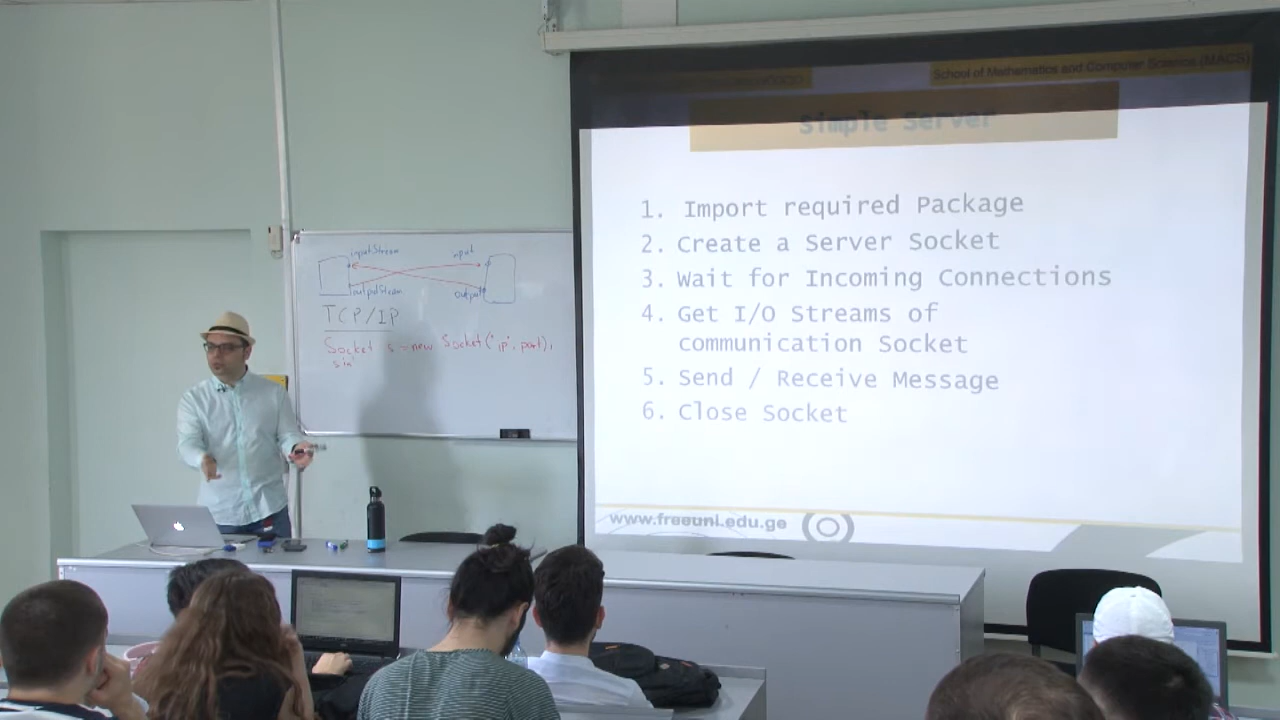 School of Mathematics and Computer Science (MACS)
Simple Server
1. Import required Package
2. Create a Server Socket
3. Wait for Incoming Connections
4. Get I/O Streams of
communication Socket
5. Send / Receive Message
6. Close Socket
www.freeuni.edu.ge
inputStream
input
outputStream
output
TCP/IP
Socket s = new Socket("ip", port),
sin